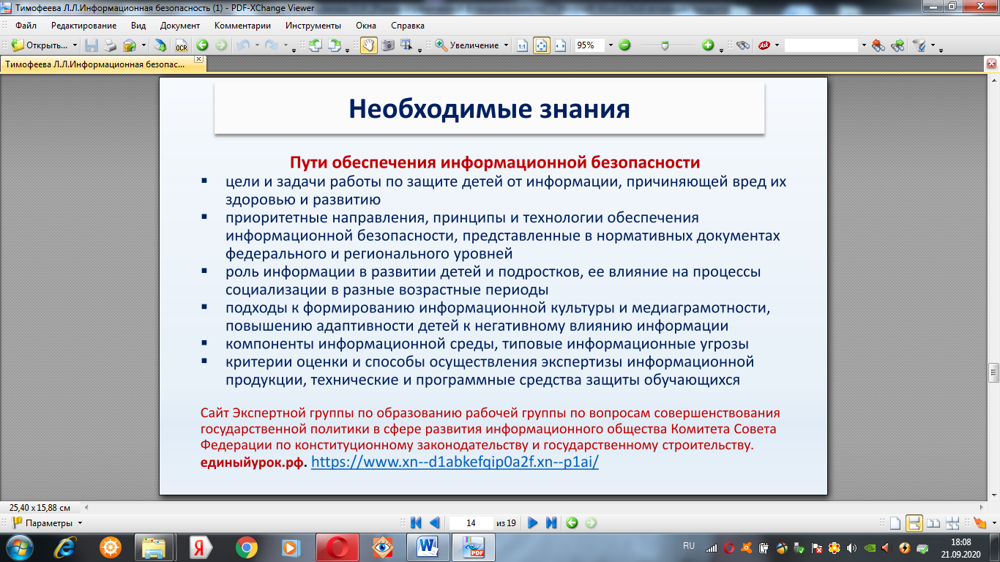 Тимофеева Л.Л.Информационная безопасность (1) - PDF-XChange Viewer
Файл Редактирование Вид Документ Комментарии Инструменты Окна Справка
Открыть... OCR Увеличение 95%
Тимофеева Л.Л.Информационная безопас...
Необходимые знания
Пути обеспечения информационной безопасности
▪ цели и задачи работы по защите детей от информации, причиняющей вред их
здоровью и развитию
▪ приоритетные направления, принципы и технологии обеспечения
информационной безопасности, представленные в нормативных документах
федерального и регионального уровней
▪ роль информации в развитии детей и подростков, ее влияние на процессы
социализации в разные возрастные периоды
▪ подходы к формированию информационной культуры и медиаграмотности,
повышению адаптивности детей к негативному влиянию информации
▪ компоненты информационной среды, типовые информационные угрозы
▪ критерии оценки и способы осуществления экспертизы информационной
продукции, технические и программные средства защиты обучающихся
Сайт Экспертной группы по образованию рабочей группы по вопросам совершенствования
государственной политики в сфере развития информационного общества Комитета Совета
Федерации по конституционному законодательству и государственному строительству.
единыйурок.рф. https://www.xn--d1abkefqip0a2f.xn--p1ai/
25,40 x 15,88 см
Параметры 14 из 19
RU 18:08
21.09.2020